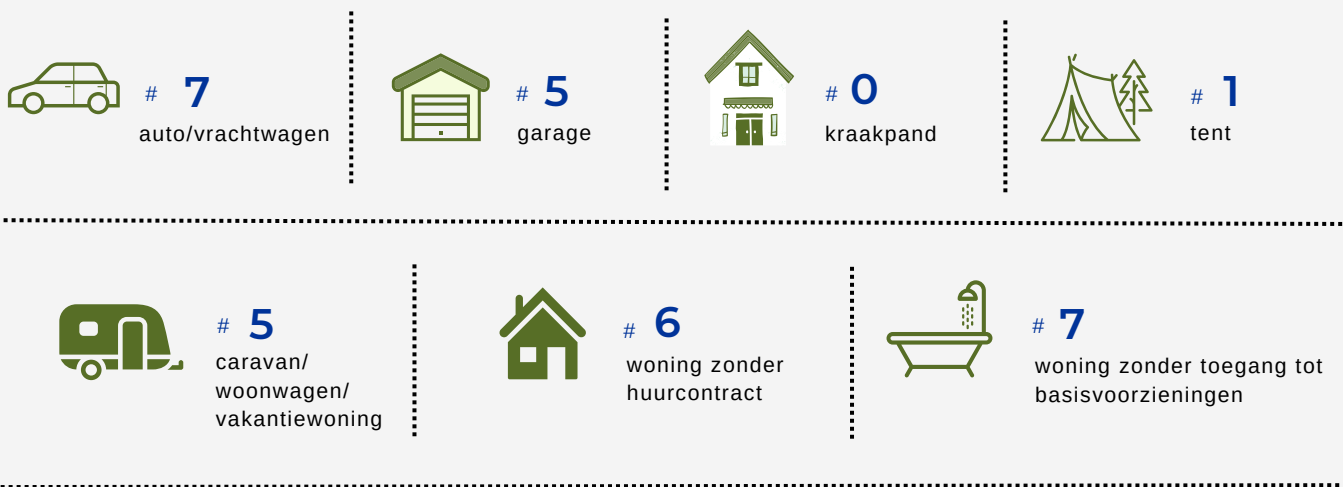 # 7
auto/vrachtwagen
# 5
garage
# 0
kraakpand
# 1
tent
# 5
caravan/
woonwagen/
vakantiewoning
# 6
woning zonder
huurcontract
# 7
woning zonder toegang tot
basisvoorzieningen